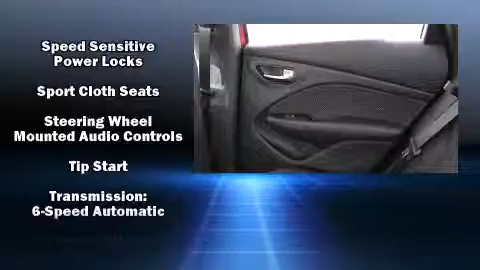 Speed Sensitive
Power Locks
Sport Cloth Seats
Steering Wheel
Mounted Audio Controls
Tip Start
Transmission:
6-Speed Automatic